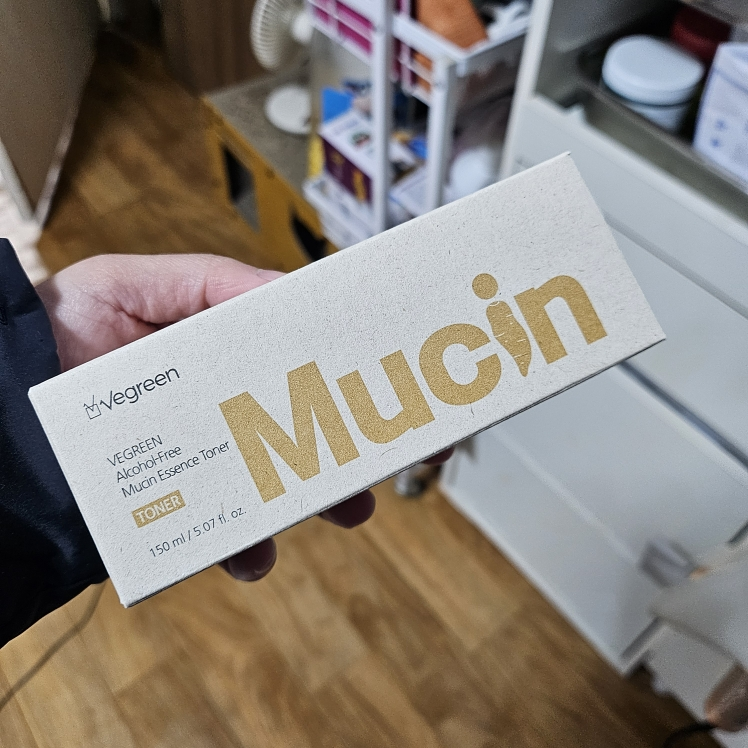 Vegreen
Mucin
VEGREEN
Alcohol-Free
Mucin Essence Toner
TONER
150 ml / 5.07 fl. oz.